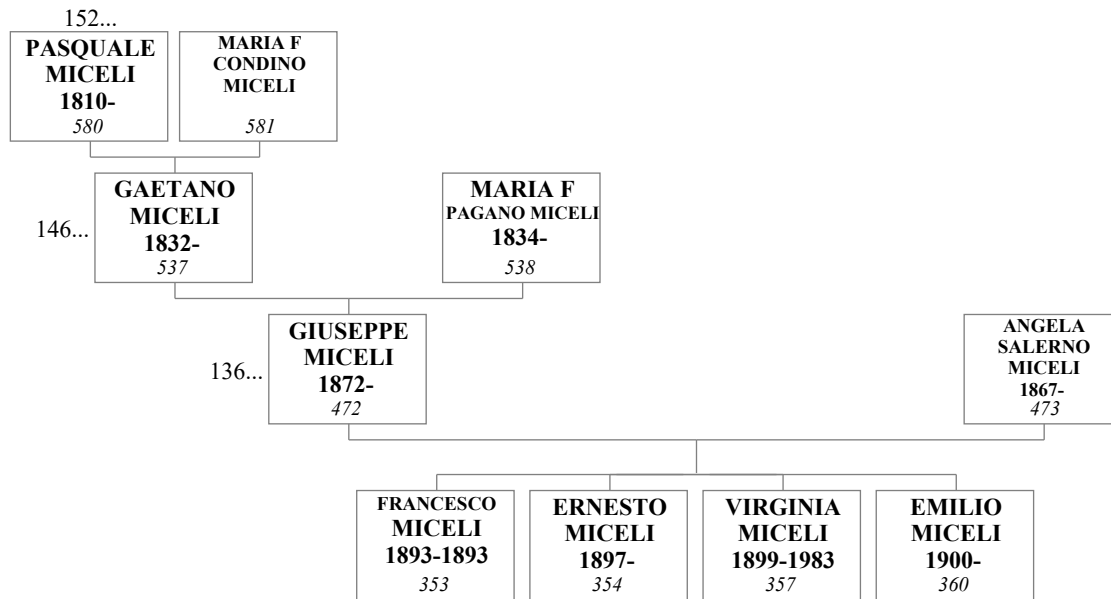 152...
PASQUALE
MICELI
1810-
580
MARIA F
CONDINO
MICELI
581
146...
GAETANO
MICELI
1832-
537
MARIA F
PAGANO MICELI
1834-
538
136...
GIUSEPPE
MICELI
1872-
472
ANGELA
SALERNO
MICELI
1867-
473
FRANCESCO
MICELI
1893-1893
353
ERNESTO
MICELI
1897-
354
VIRGINIA
MICELI
1899-1983
357
EMILIO
MICELI
1900-
360